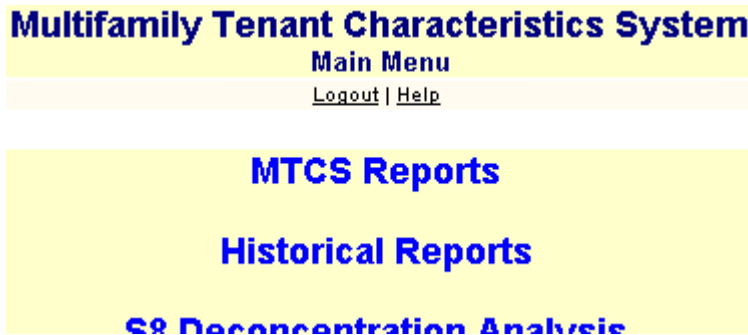 Multifamily Tenant Characteristics System
Main Menu
Logout | Help
MTCS Reports
Historical Reports
S8 Deconcentration Analysis